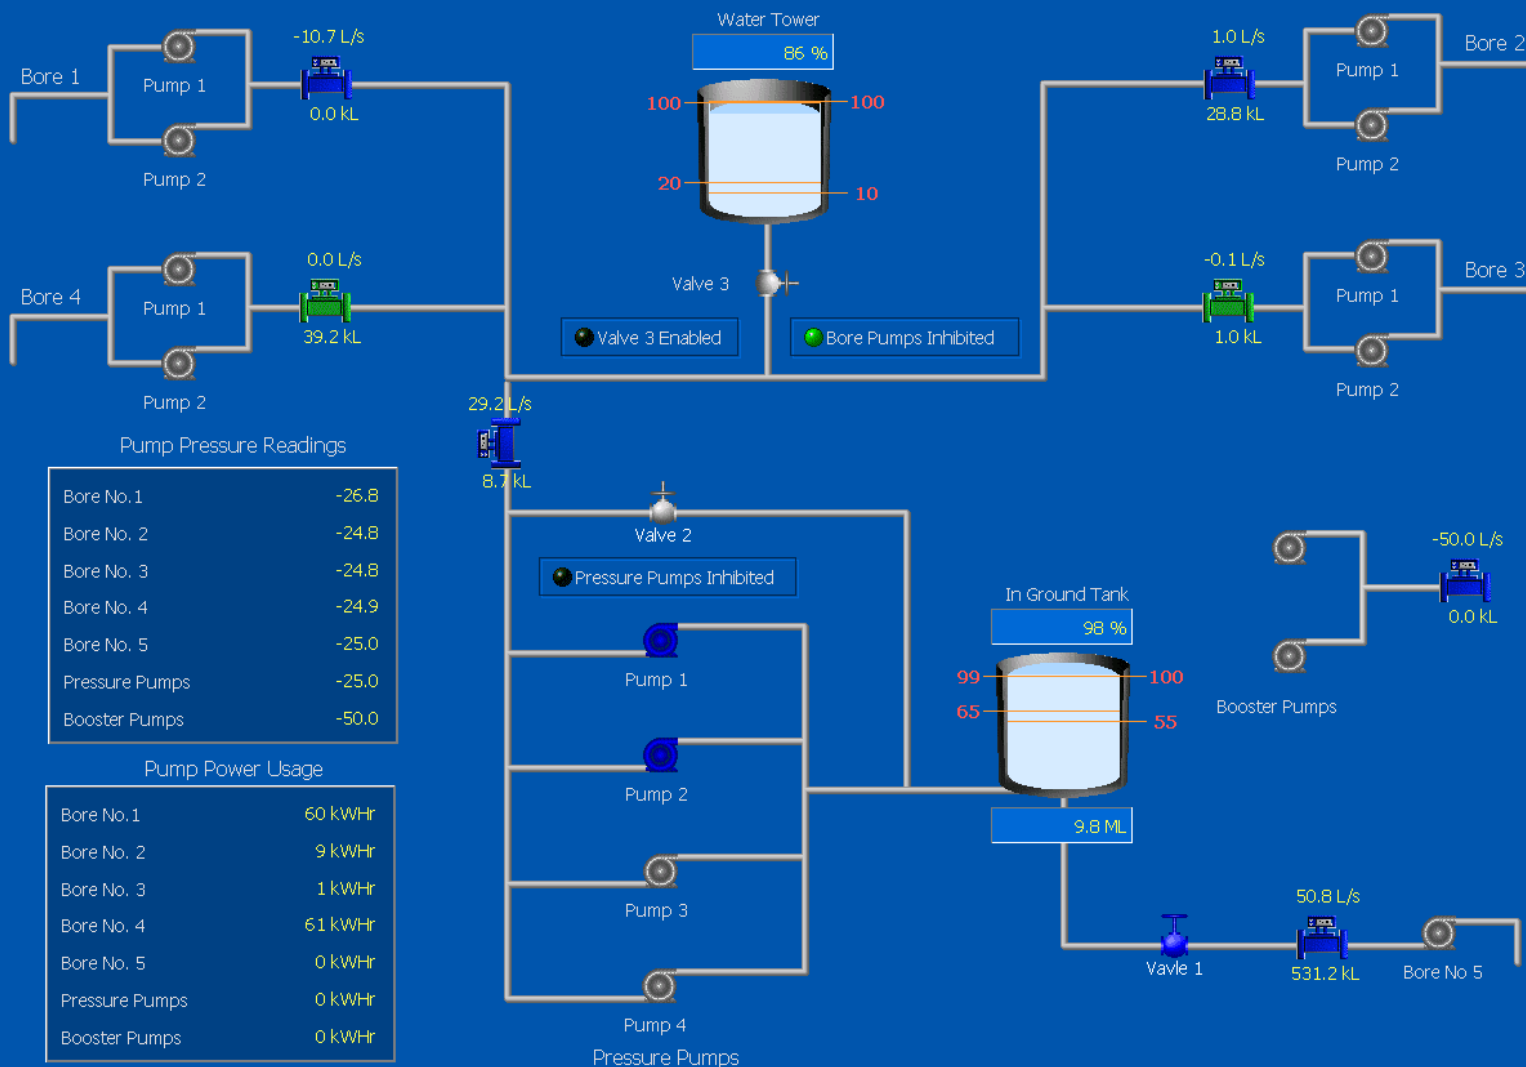 Water Tower
86 %
100
100
20
10
Valve 3
Valve 3 Enabled
Bore Pumps Inhibited
Bore 1
Pump 1
Pump 2
-10.7 L/s
0.0 kL
Bore 4
Pump 1
Pump 2
0.0 L/s
39.2 kL
1.0 L/s
28.8 kL
Pump 1
Pump 2
Bore 2
-0.1 L/s
1.0 kL
Pump 1
Pump 2
Bore 3
29.2 L/s
8.7 kL
Pump Pressure Readings
Bore No.1 -26.8
Bore No. 2 -24.8
Bore No. 3 -24.8
Bore No. 4 -24.9
Bore No. 5 -25.0
Pressure Pumps -25.0
Booster Pumps -50.0
Pump Power Usage
Bore No.1 60 kWHr
Bore No. 2 9 kWHr
Bore No. 3 1 kWHr
Bore No. 4 61 kWHr
Bore No. 5 0 kWHr
Pressure Pumps 0 kWHr
Booster Pumps 0 kWHr
Valve 2
Pressure Pumps Inhibited
Pump 1
Pump 2
Pump 3
Pump 4
Pressure Pumps
In Ground Tank
98 %
99
100
65
55
9.8 ML
-50.0 L/s
0.0 kL
Booster Pumps
Vavle 1
50.8 L/s
531.2 kL
Bore No 5